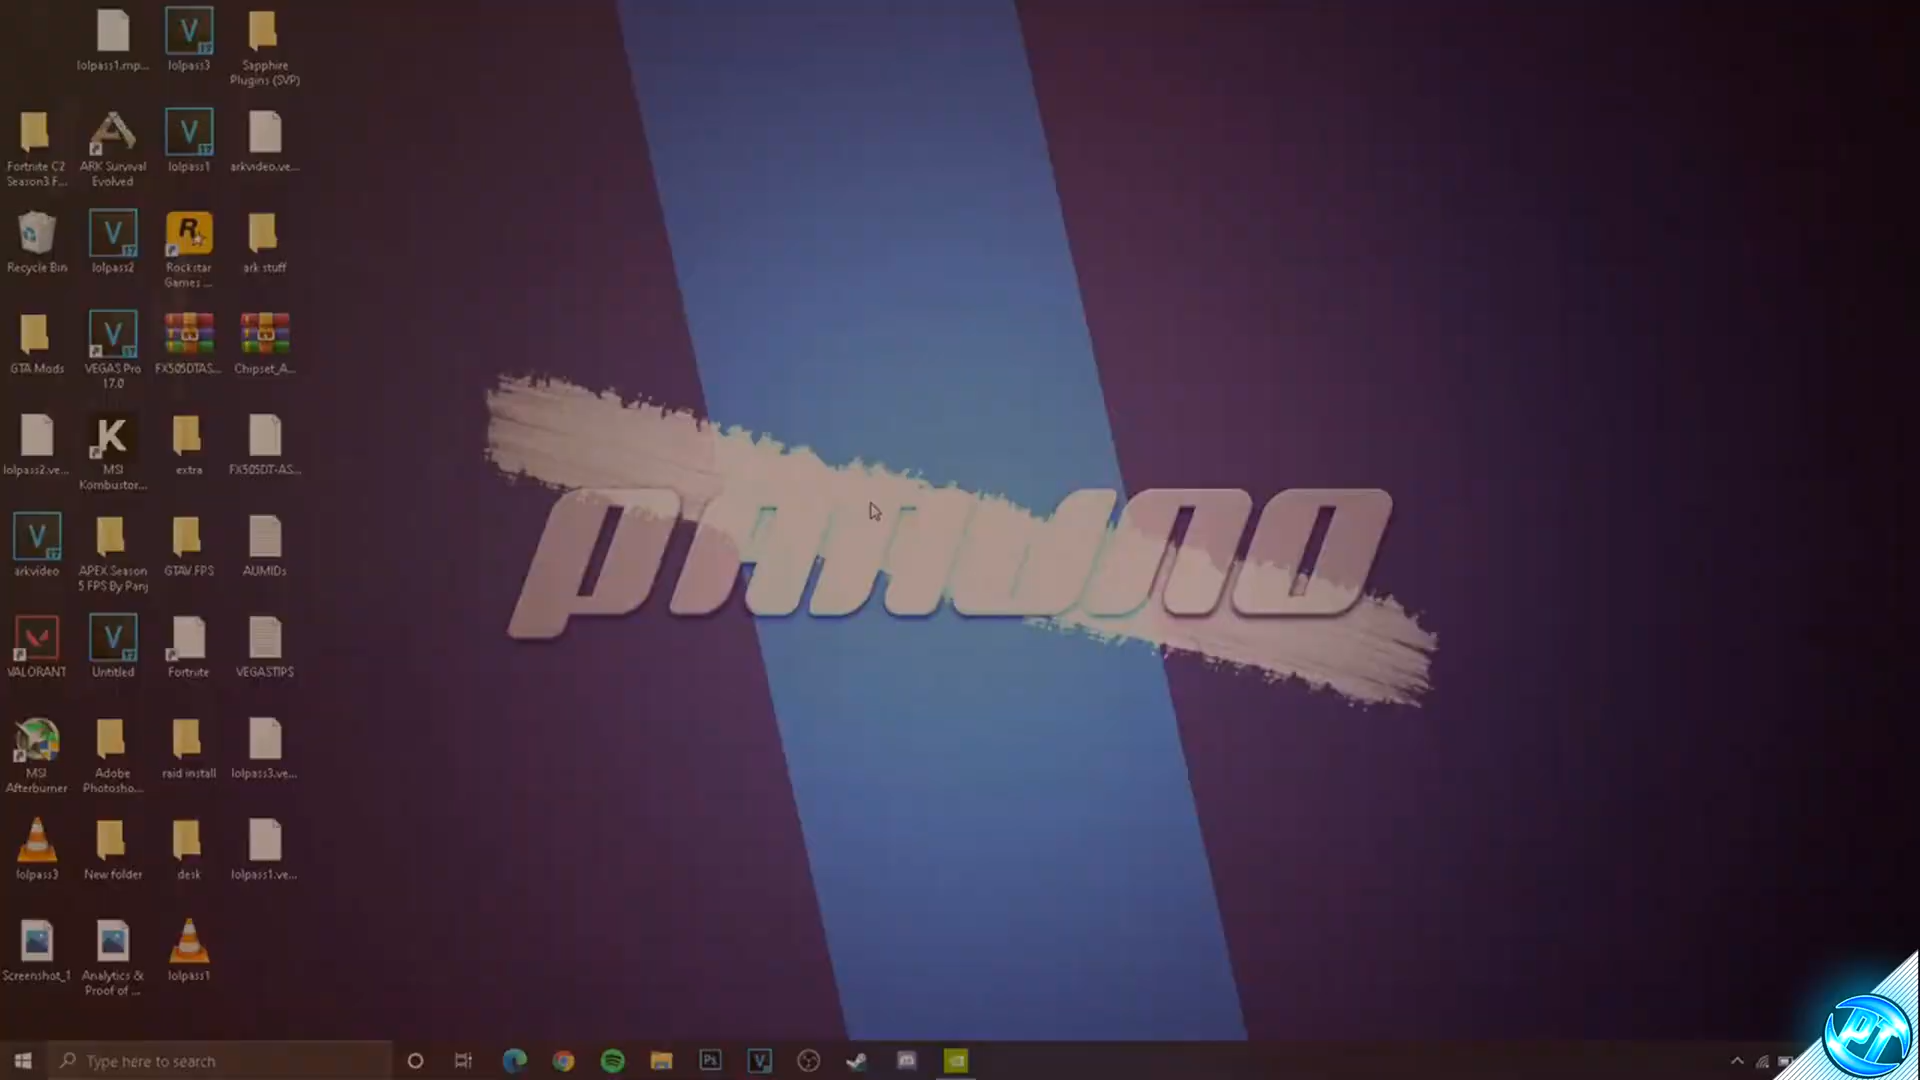 lolpass1.mp...
lolpass3
Sapphire
Plugins (SVP)
Fortnite C2
Season3 F...
ARK Survival
Evolved
lolpass1
arkvideo.ve...
Recycle Bin
lolpass2
Rockstar
Games ...
ark stuff
GTA Mods
VEGAS Pro
17.0
FX505DTAS...
Chipset_A...
lolpass2.ve...
MSI
Kombustor...
extra
FX505DT-AS...
arkvideo
APEX Season
5 FPS By Panj
GTAV.FPS
AUMIDs
VALORANT
Untitled
Fortnite
VEGASTIPS
MSI
Afterburner
Adobe
Photosho...
raid install
lolpass3.ve...
lolpass3
New folder
desk
lolpass1.ve...
Screenshot_1
Analytics &
Proof of ...
lolpass1
Type here to search
PT